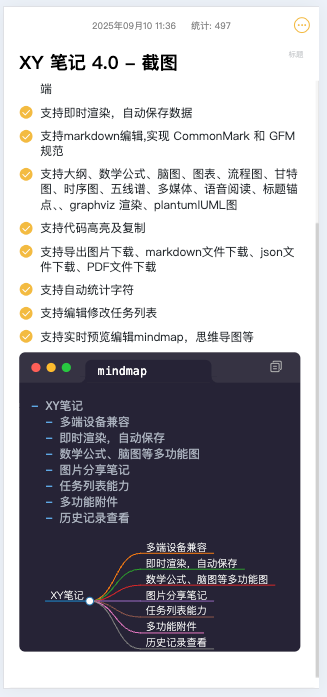 2025年09月10 11:36 统计: 497
标题
XY 笔记 4.0 – 截图
端
支持即时渲染，自动保存数据
支持markdown编辑,实现 CommonMark 和 GFM
规范
支持大纲、数学公式、脑图、图表、流程图、甘特
图、时序图、五线谱、多媒体、语音阅读、标题锚
点、、graphviz 渲染、plantumlUML图
支持代码高亮及复制
支持导出图片下载、markdown文件下载、json文
件下载、PDF文件下载
支持自动统计字符
支持编辑修改任务列表
支持实时预览编辑mindmap，思维导图等
mindmap
– XY笔记
– 多端设备兼容
– 即时渲染，自动保存
– 数学公式、脑图等多功能图
– 图片分享笔记
– 任务列表能力
– 多功能附件
– 历史记录查看
多端设备兼容
即时渲染，自动保存
数学公式、脑图等多功能图
XY笔记
图片分享笔记
任务列表能力
多功能附件
历史记录查看